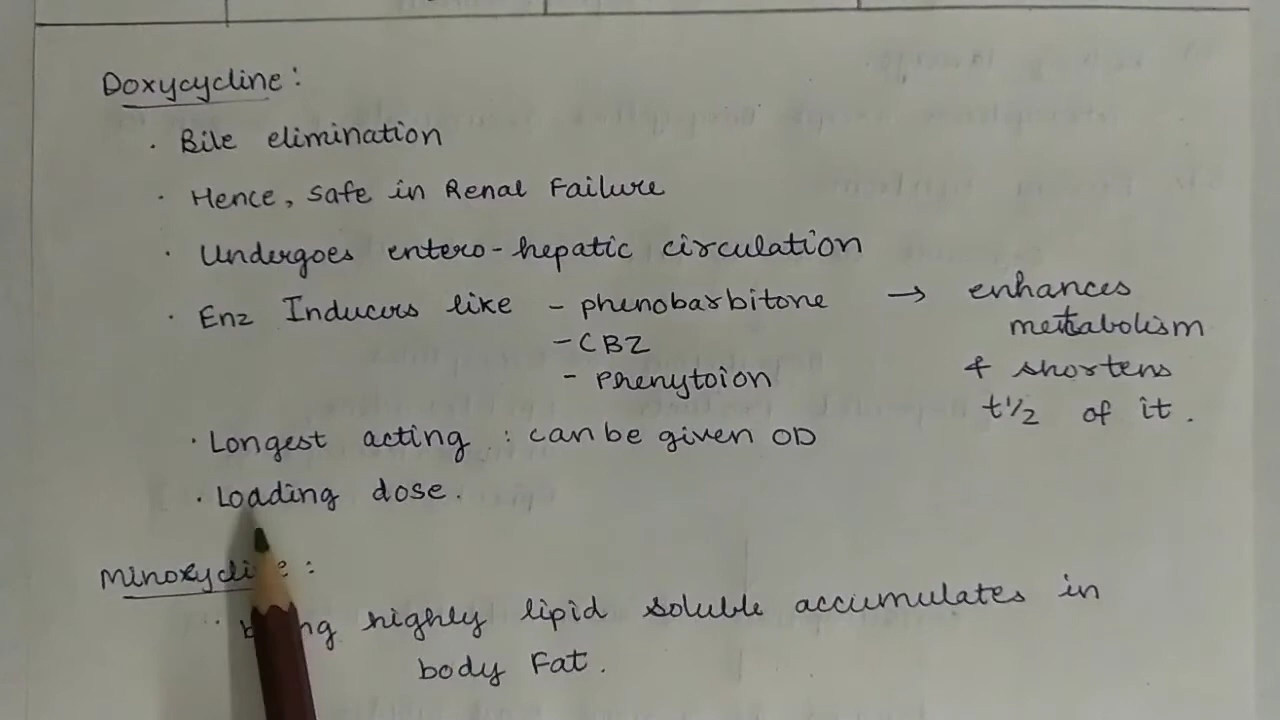 Doxycycline :
· Bile elimination
· Hence, safe in Renal Failure
· Undergoes entero-hepatic circulation
· Enz Inducers like - phenobarbitone → enhances
metabolism
- CBZ
- Phenytoion
& shortens
t1/2 of it.
· Longest acting : can be given OD
· Loading dose.
highly lipid soluble accumulates in
body Fat.